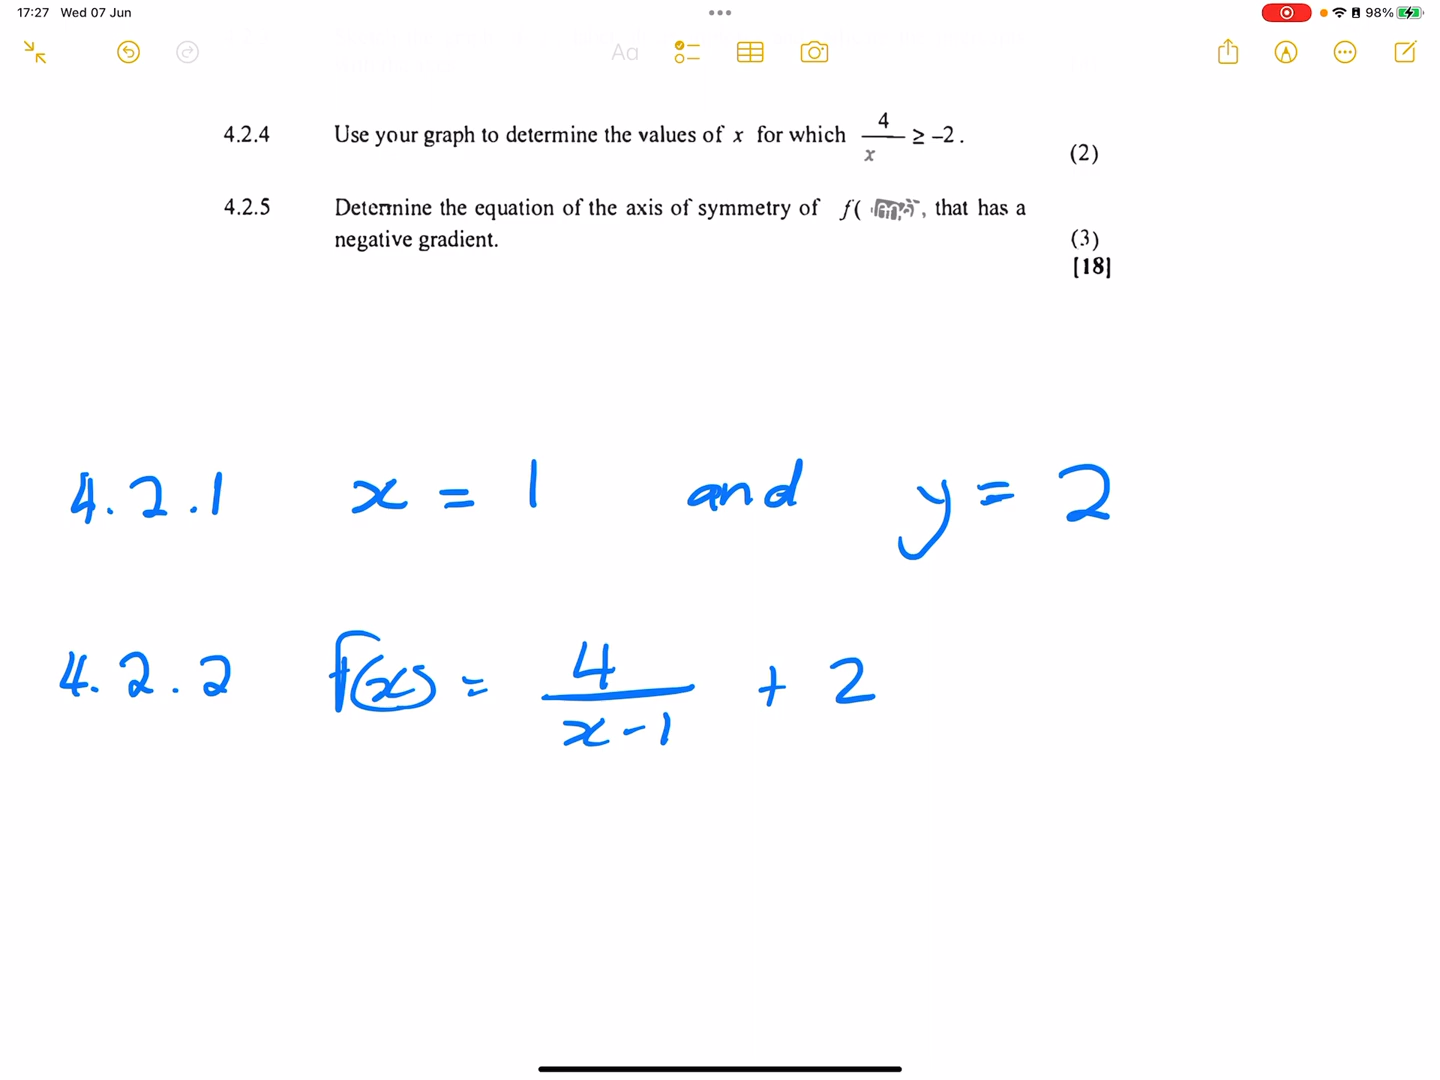 17:27 Wed 07 Jun
98%
Aa
4.2.4 Use your graph to determine the values of x for which 4/x ≥ –2. (2)
4.2.5 Determine the equation of the axis of symmetry of f( , that has a
negative gradient. (3)
[18]
4.2.1 x = 1 and y = 2
4.2.2 f(x) = 4/(x-1) + 2